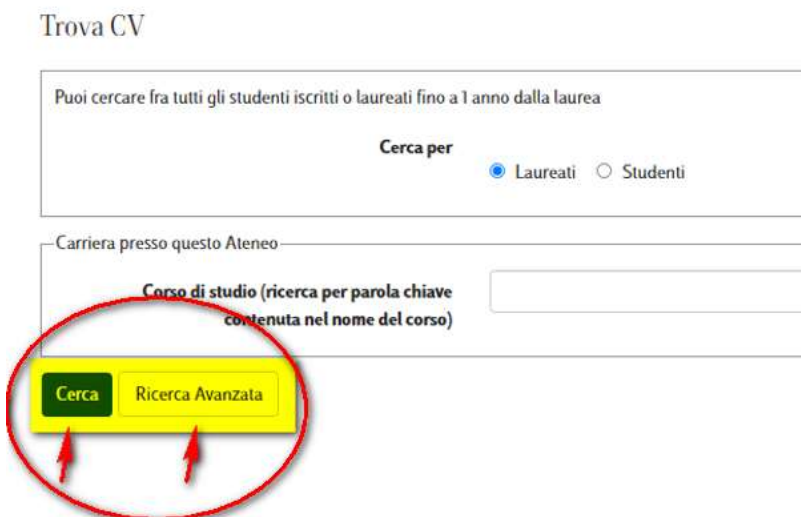 Trova CV
Puoi cercare fra tutti gli studenti iscritti o laureati fino a 1 anno dalla laurea
Cerca per
Laureati Studenti
Carriera presso questo Ateneo
Corso di studio (ricerca per parola chiave
contenuta nel nome del corso)
Cerca Ricerca Avanzata